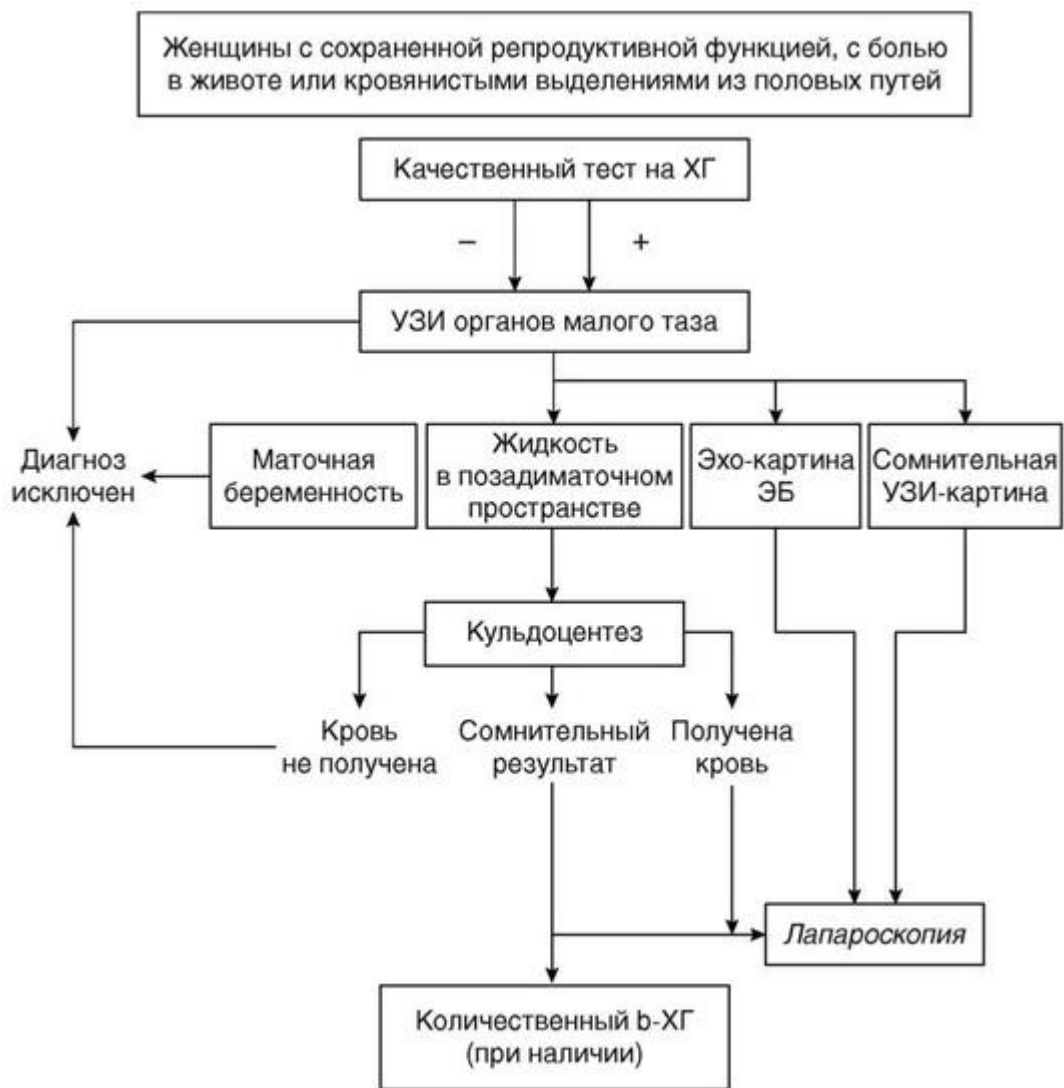 Женщины с сохраненной репродуктивной функцией, с болью
в животе или кровянистыми выделениями из половых путей
Качественный тест на ХГ
– +
УЗИ органов малого таза
Диагноз
исключен
Маточная
беременность
Жидкость
в позадиматочном
пространстве
Эхо-картина
ЭБ
Сомнительная
УЗИ-картина
Кульдоцентез
Кровь
не получена
Сомнительный
результат
Получена
кровь
Лапароскопия
Количественный b-ХГ
(при наличии)